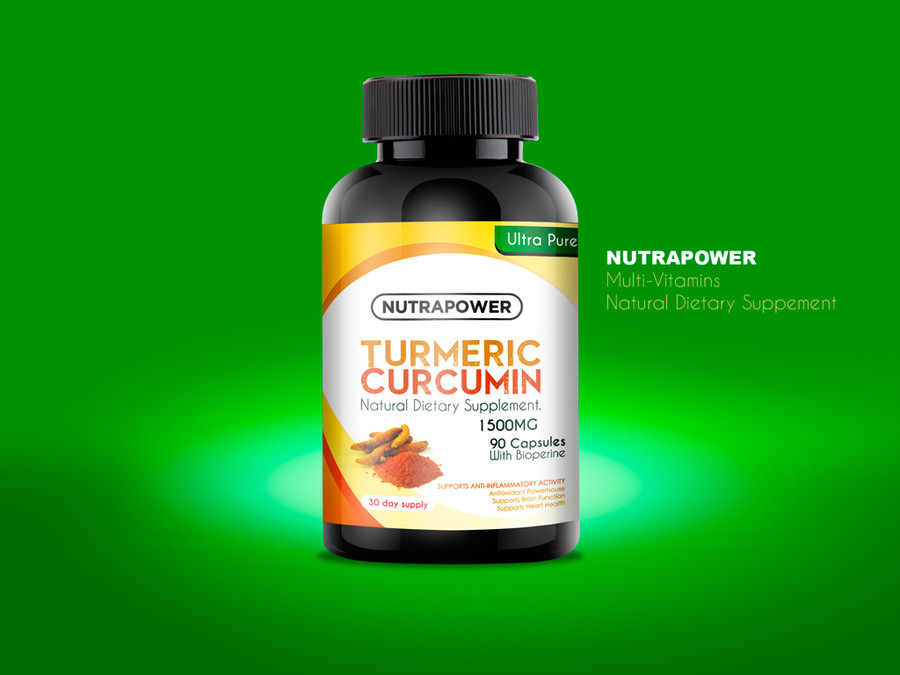 Ultra Pure
NUTRAPOWER
TURMERIC
CURCUMIN
Natural Dietary Supplement.
1500MG
90 Capsules
With Bioperine
SUPPORTS ANTI-INFLAMMATORY ACTIVITY
Antioxidant Powerhouse
Supports Brain Function
Supports Heart Health
30 day supply
NUTRAPOWER
Multi-Vitamins
Natural Dietary Suppement